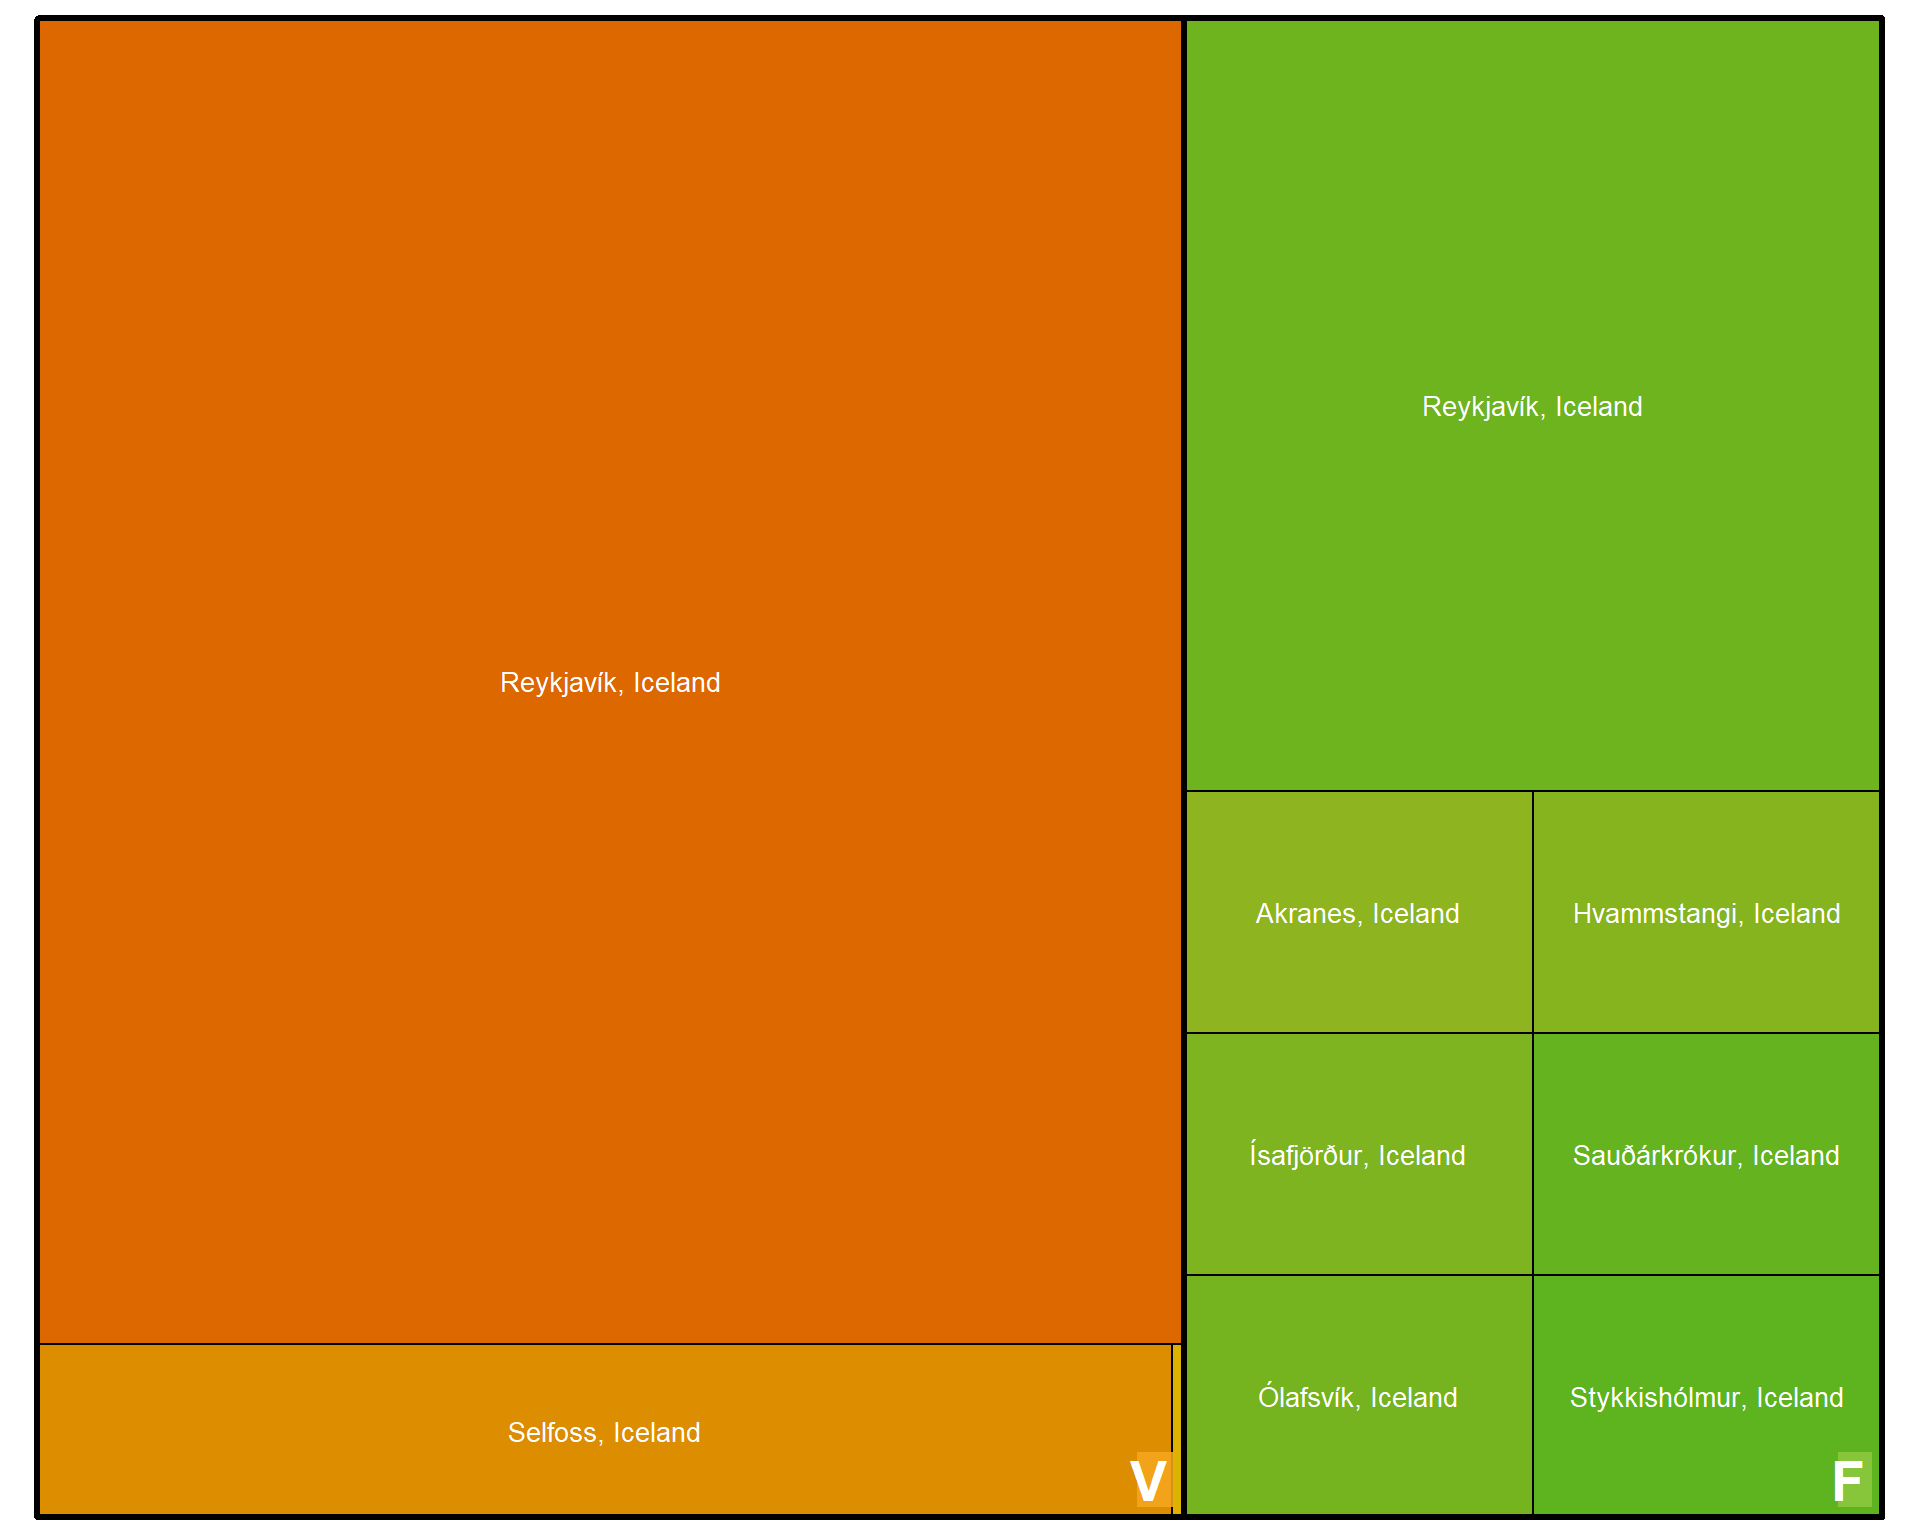 Reykjavík, Iceland
Selfoss, Iceland
V
Reykjavík, Iceland
Akranes, Iceland
Hvammstangi, Iceland
Ísafjörður, Iceland
Sauðárkrókur, Iceland
Ólafsvík, Iceland
Stykkishólmur, Iceland
F